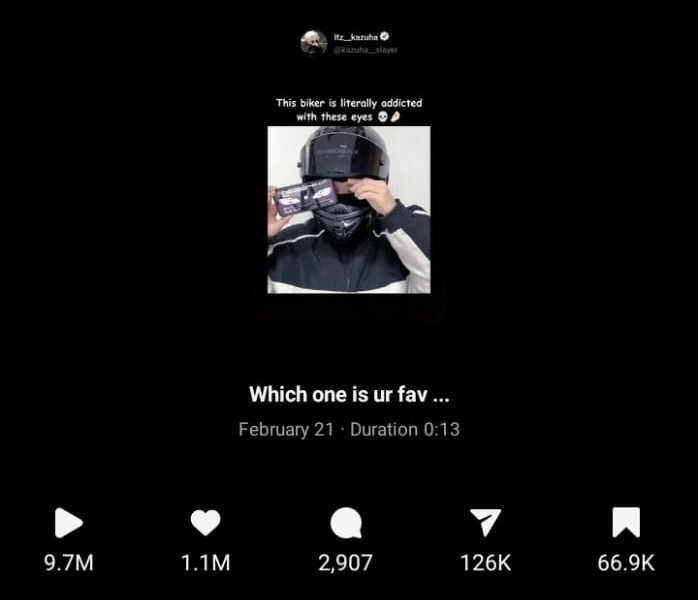 Itz__kazuha
@kazuha__slayer
This biker is literally addicted
with these eyes 💀🤌🏻
Which one is ur fav ...
February 21 · Duration 0:13
9.7M
1.1M
2,907
126K
66.9K